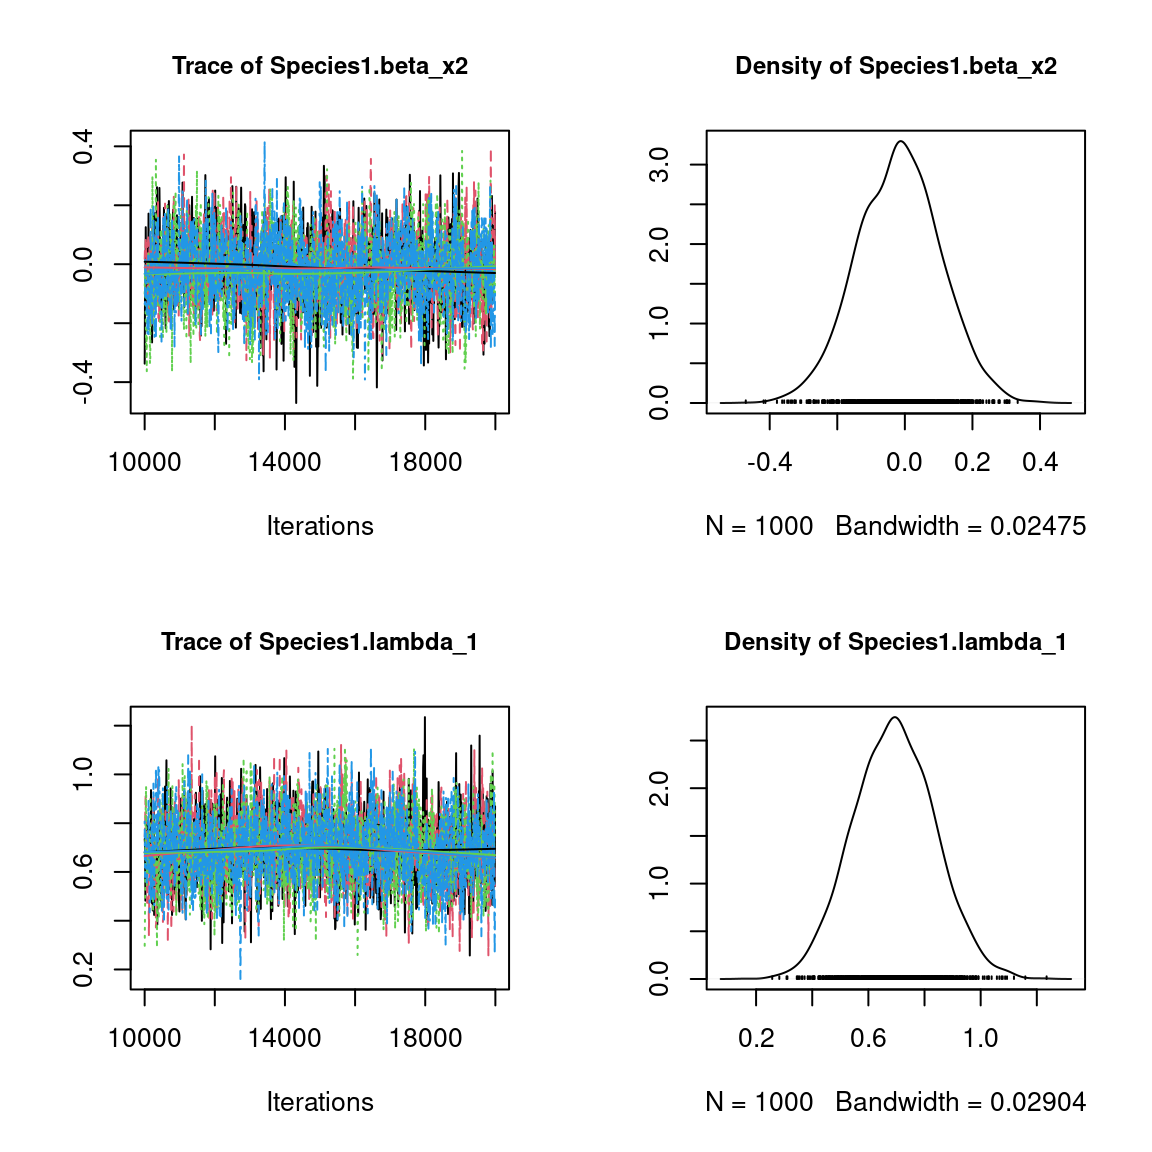 Trace of Species1.beta_x2
0.4
0.0
-0.4
10000 14000 18000
Iterations
Density of Species1.beta_x2
3.0
2.0
1.0
0.0
-0.4 0.0 0.2 0.4
N = 1000 Bandwidth = 0.02475
Trace of Species1.lambda_1
1.0
0.6
0.2
10000 14000 18000
Iterations
Density of Species1.lambda_1
2.0
1.0
0.0
0.2 0.6 1.0
N = 1000 Bandwidth = 0.02904